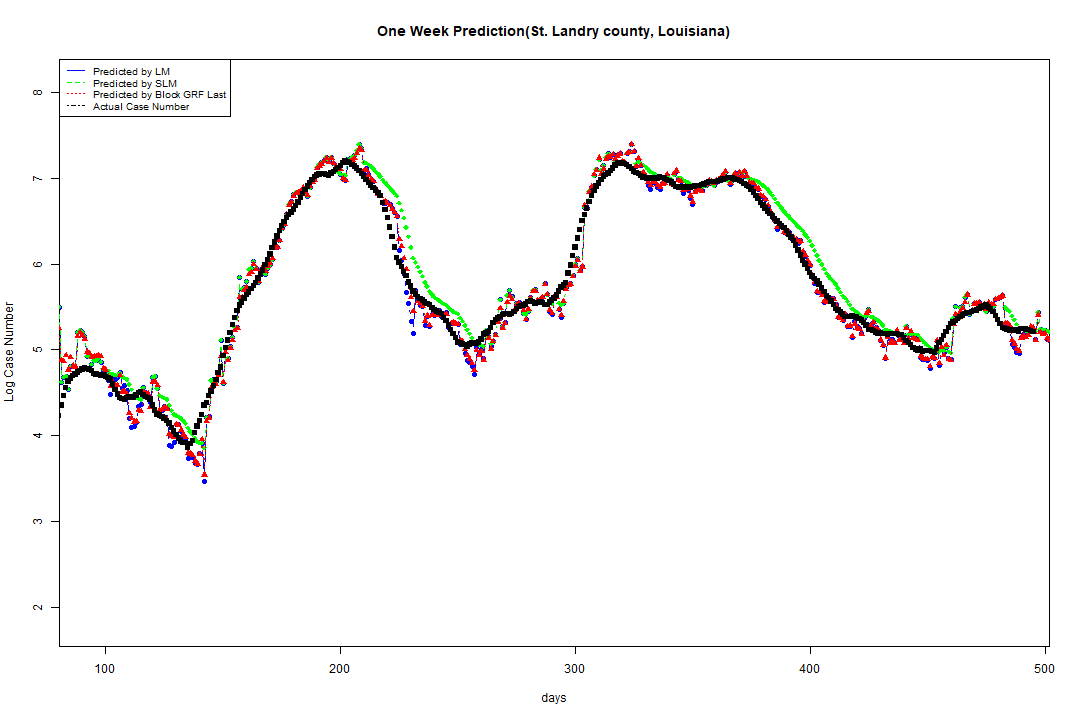 One Week Prediction(St. Landry county, Louisiana)
Predicted by LM
Predicted by SLM
Predicted by Block GRF Last
Actual Case Number
8
7
6
5
4
3
2
Log Case Number
100 200 300 400 500
days